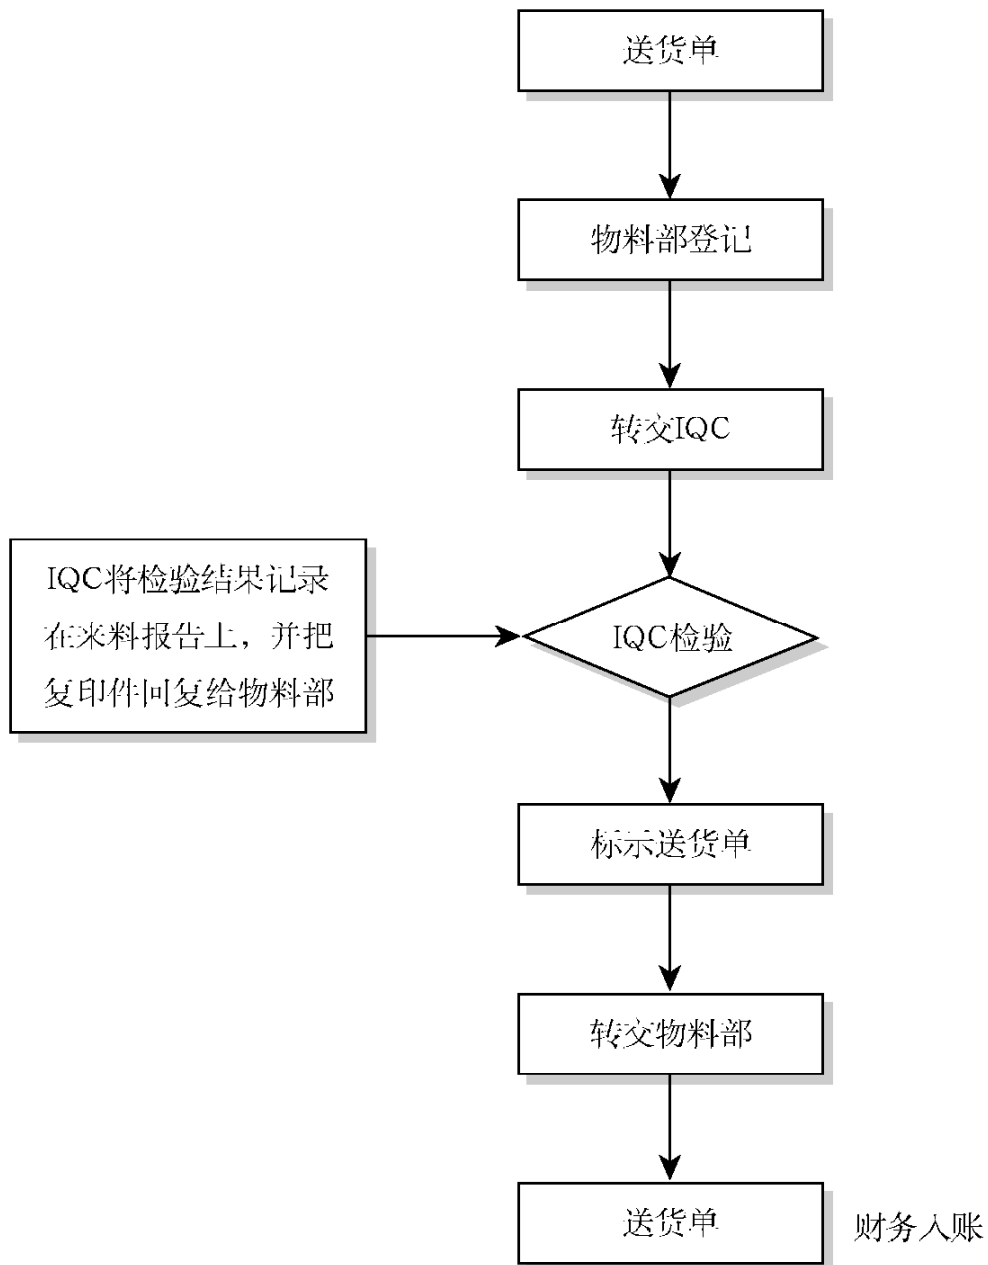 送货单
物料部登记
转交IQC
IQC将检验结果记录
在来料报告上，并把
复印件回复给物料部
IQC检验
标示送货单
转交物料部
送货单
财务入账